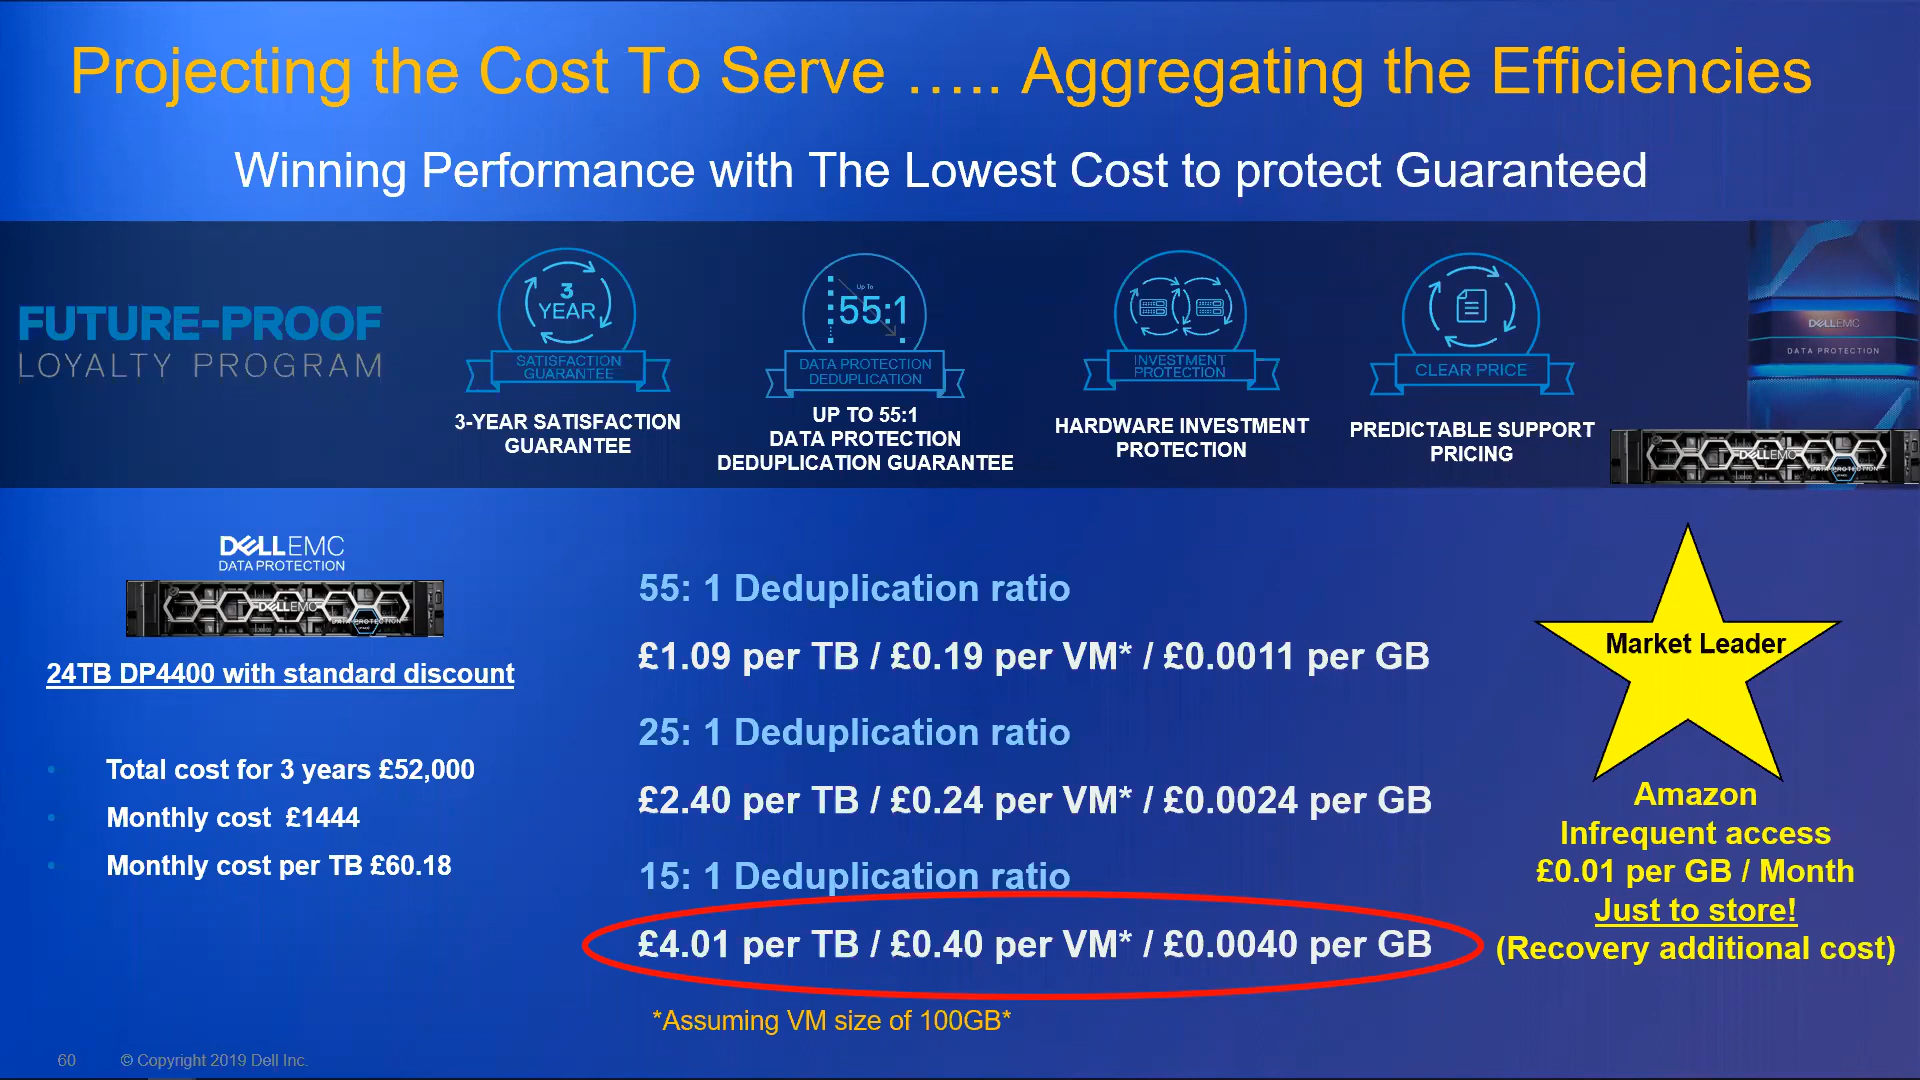 Projecting the Cost To Serve ….. Aggregating the Efficiencies
Winning Performance with The Lowest Cost to protect Guaranteed
FUTURE-PROOF
LOYALTY PROGRAM
3
YEAR
SATISFACTION
GUARANTEE
3-YEAR SATISFACTION
GUARANTEE
Up To
55:1
DATA PROTECTION
DEDUPLICATION
UP TO 55:1
DATA PROTECTION
DEDUPLICATION GUARANTEE
INVESTMENT
PROTECTION
HARDWARE INVESTMENT
PROTECTION
CLEAR PRICE
PREDICTABLE SUPPORT
PRICING
DELLEMC
DATA PROTECTION
DELLEMC
DATA PROTECTION
DELLEMC
DATA PROTECTION
DELLEMC
DATA PROTECTION
24TB DP4400 with standard discount
• Total cost for 3 years £52,000
• Monthly cost £1444
• Monthly cost per TB £60.18
55: 1 Deduplication ratio
£1.09 per TB / £0.19 per VM* / £0.0011 per GB
25: 1 Deduplication ratio
£2.40 per TB / £0.24 per VM* / £0.0024 per GB
15: 1 Deduplication ratio
£4.01 per TB / £0.40 per VM* / £0.0040 per GB
*Assuming VM size of 100GB*
Market Leader
Amazon
Infrequent access
£0.01 per GB / Month
Just to store!
(Recovery additional cost)
60 © Copyright 2019 Dell Inc.